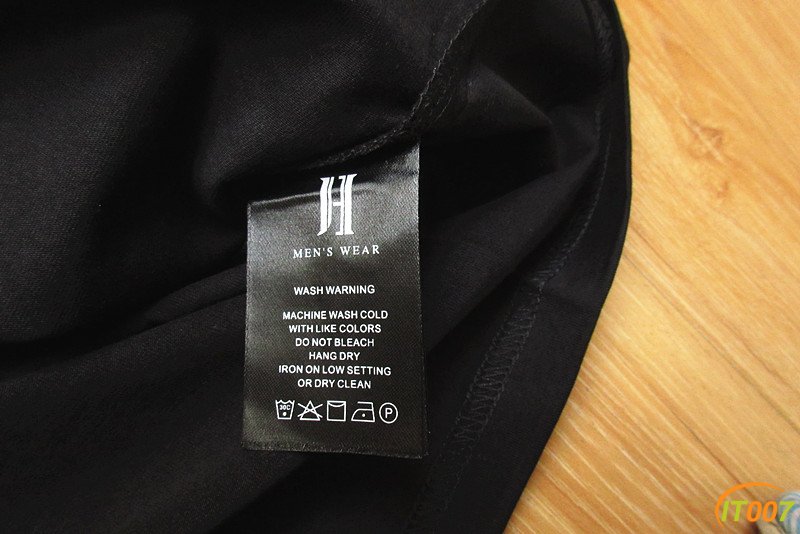 H
MEN'S WEAR
WASH WARNING
MACHINE WASH COLD
WITH LIKE COLORS
DO NOT BLEACH
HANG DRY
IRON ON LOW SETTING
OR DRY CLEAN
30C P
IT007